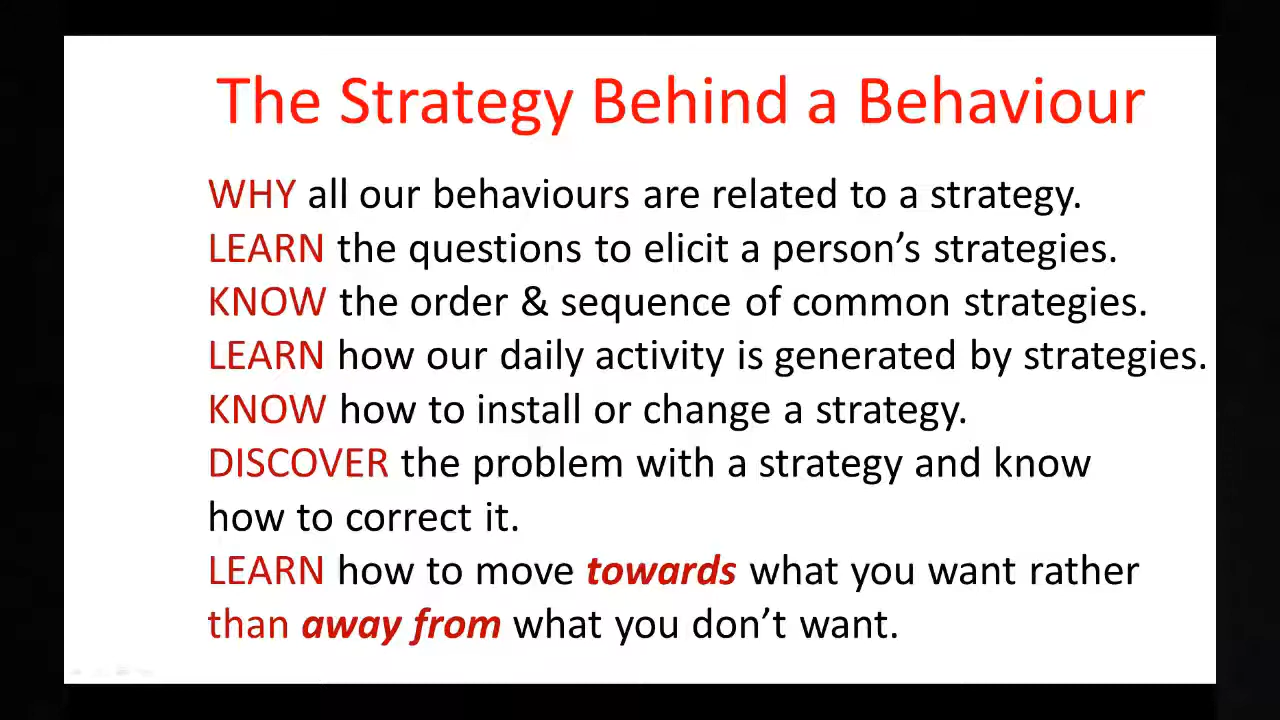 The Strategy Behind a Behaviour
WHY all our behaviours are related to a strategy.
LEARN the questions to elicit a person’s strategies.
KNOW the order & sequence of common strategies.
LEARN how our daily activity is generated by strategies.
KNOW how to install or change a strategy.
DISCOVER the problem with a strategy and know
how to correct it.
LEARN how to move towards what you want rather
than away from what you don’t want.